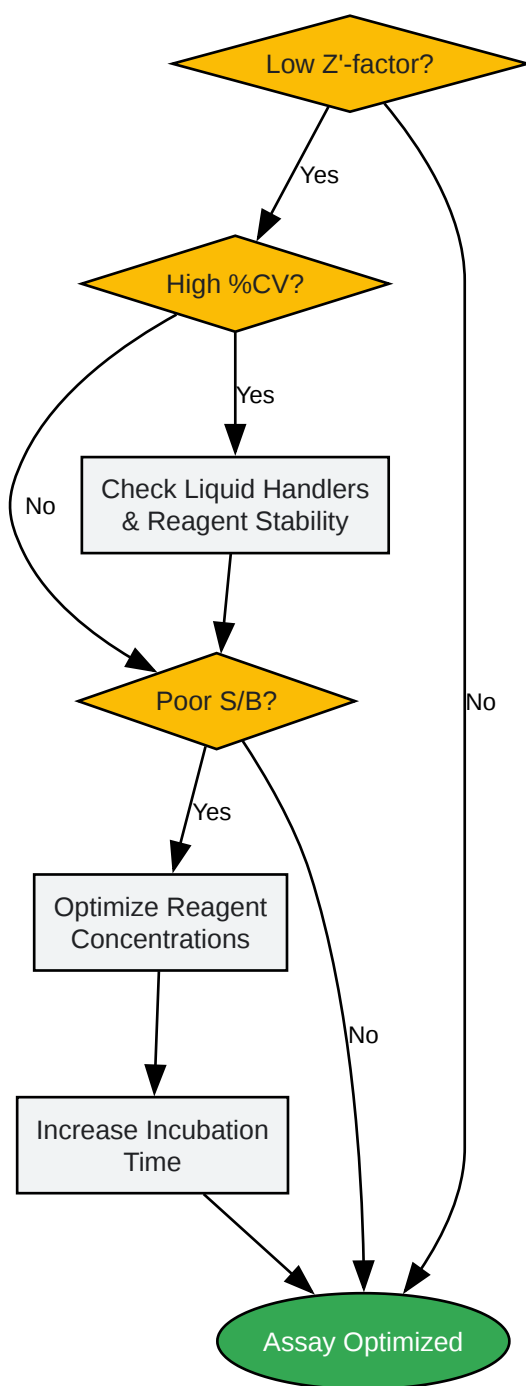 Low Z'-factor?
Yes
High %CV?
Yes
Check Liquid Handlers
& Reagent Stability
No
Poor S/B?
No
Yes
Optimize Reagent
Concentrations
No
Increase Incubation
Time
Assay Optimized